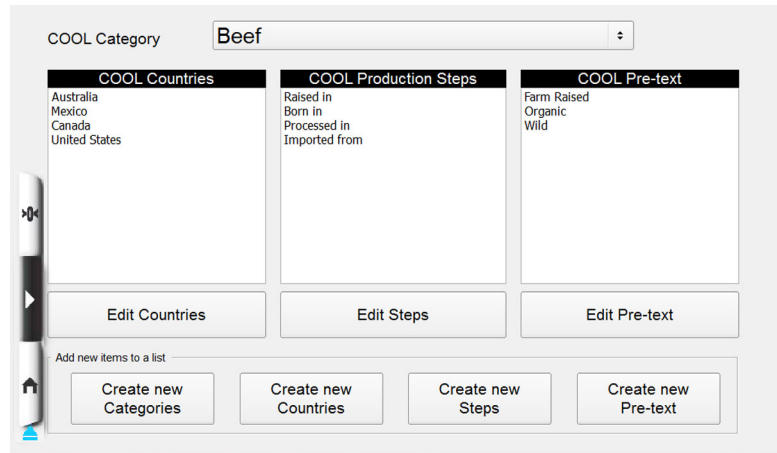 COOL Category
Beef
COOL Countries
COOL Production Steps
COOL Pre-text
Australia
Mexico
Canada
United States
Raised in
Born in
Processed in
Imported from
Farm Raised
Organic
Wild
>0<
Edit Countries
Edit Steps
Edit Pre-text
Add new items to a list
Create new
Categories
Create new
Countries
Create new
Steps
Create new
Pre-text